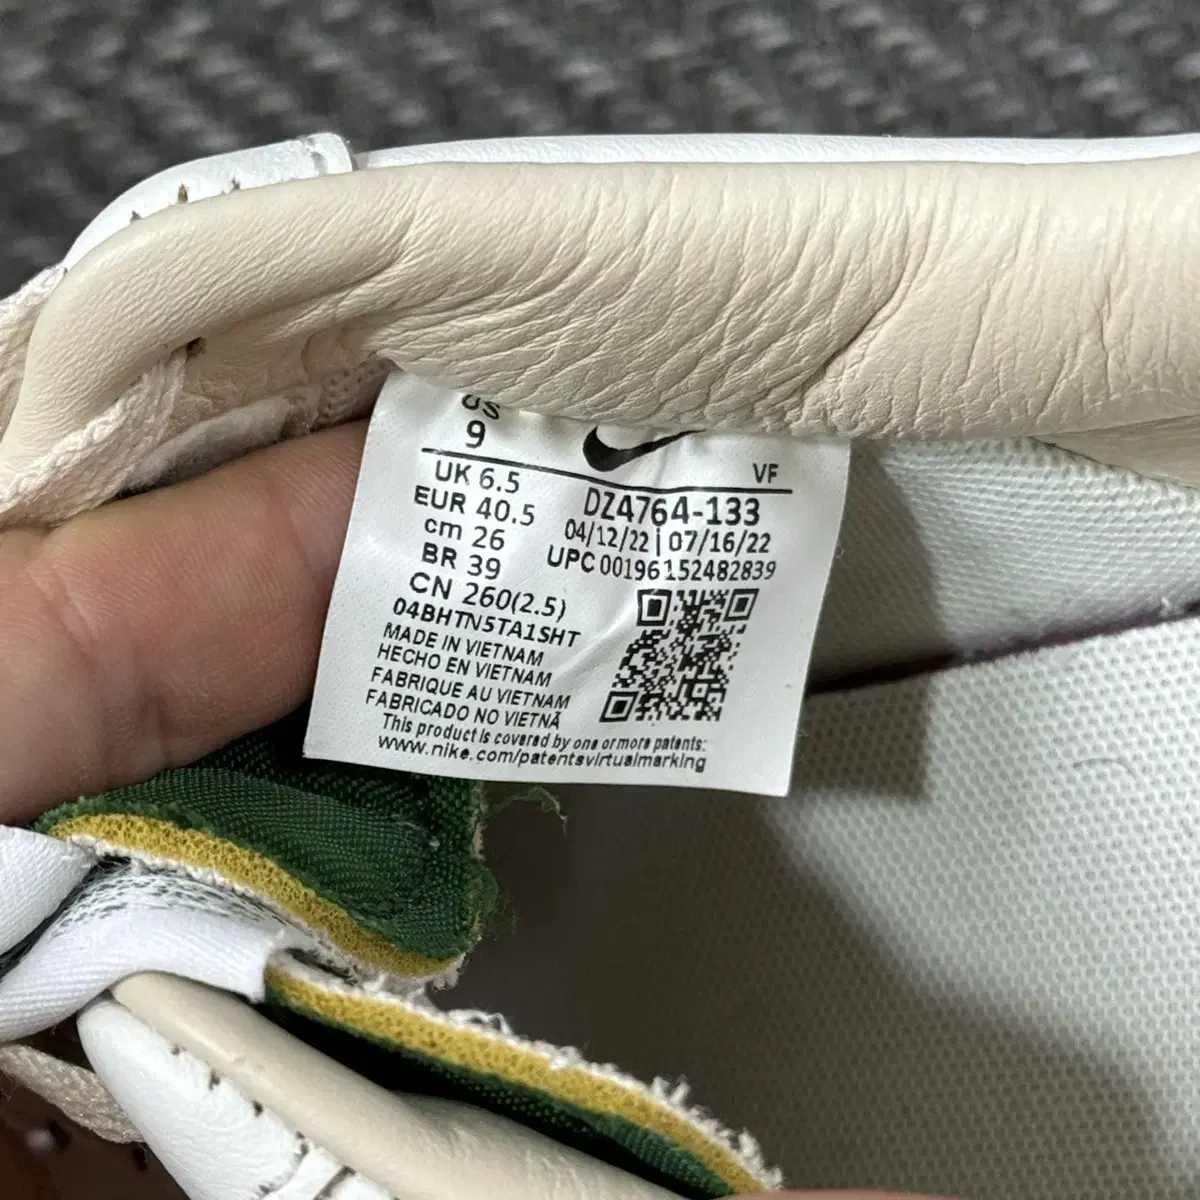 US
9
VF
UK 6.5
EUR 40.5
cm 26
BR 39
CN 260(2.5)
DZ4764-133
04/12/22 | 07/16/22
UPC 00196152482839
04BHTN5TA1SHT
MADE IN VIETNAM
HECHO EN VIETNAM
FABRIQUE AU VIETNAM
FABRICADO NO VIETNÃ
This product is covered by one or more patents:
www.nike.com/patentsvirtualmarking